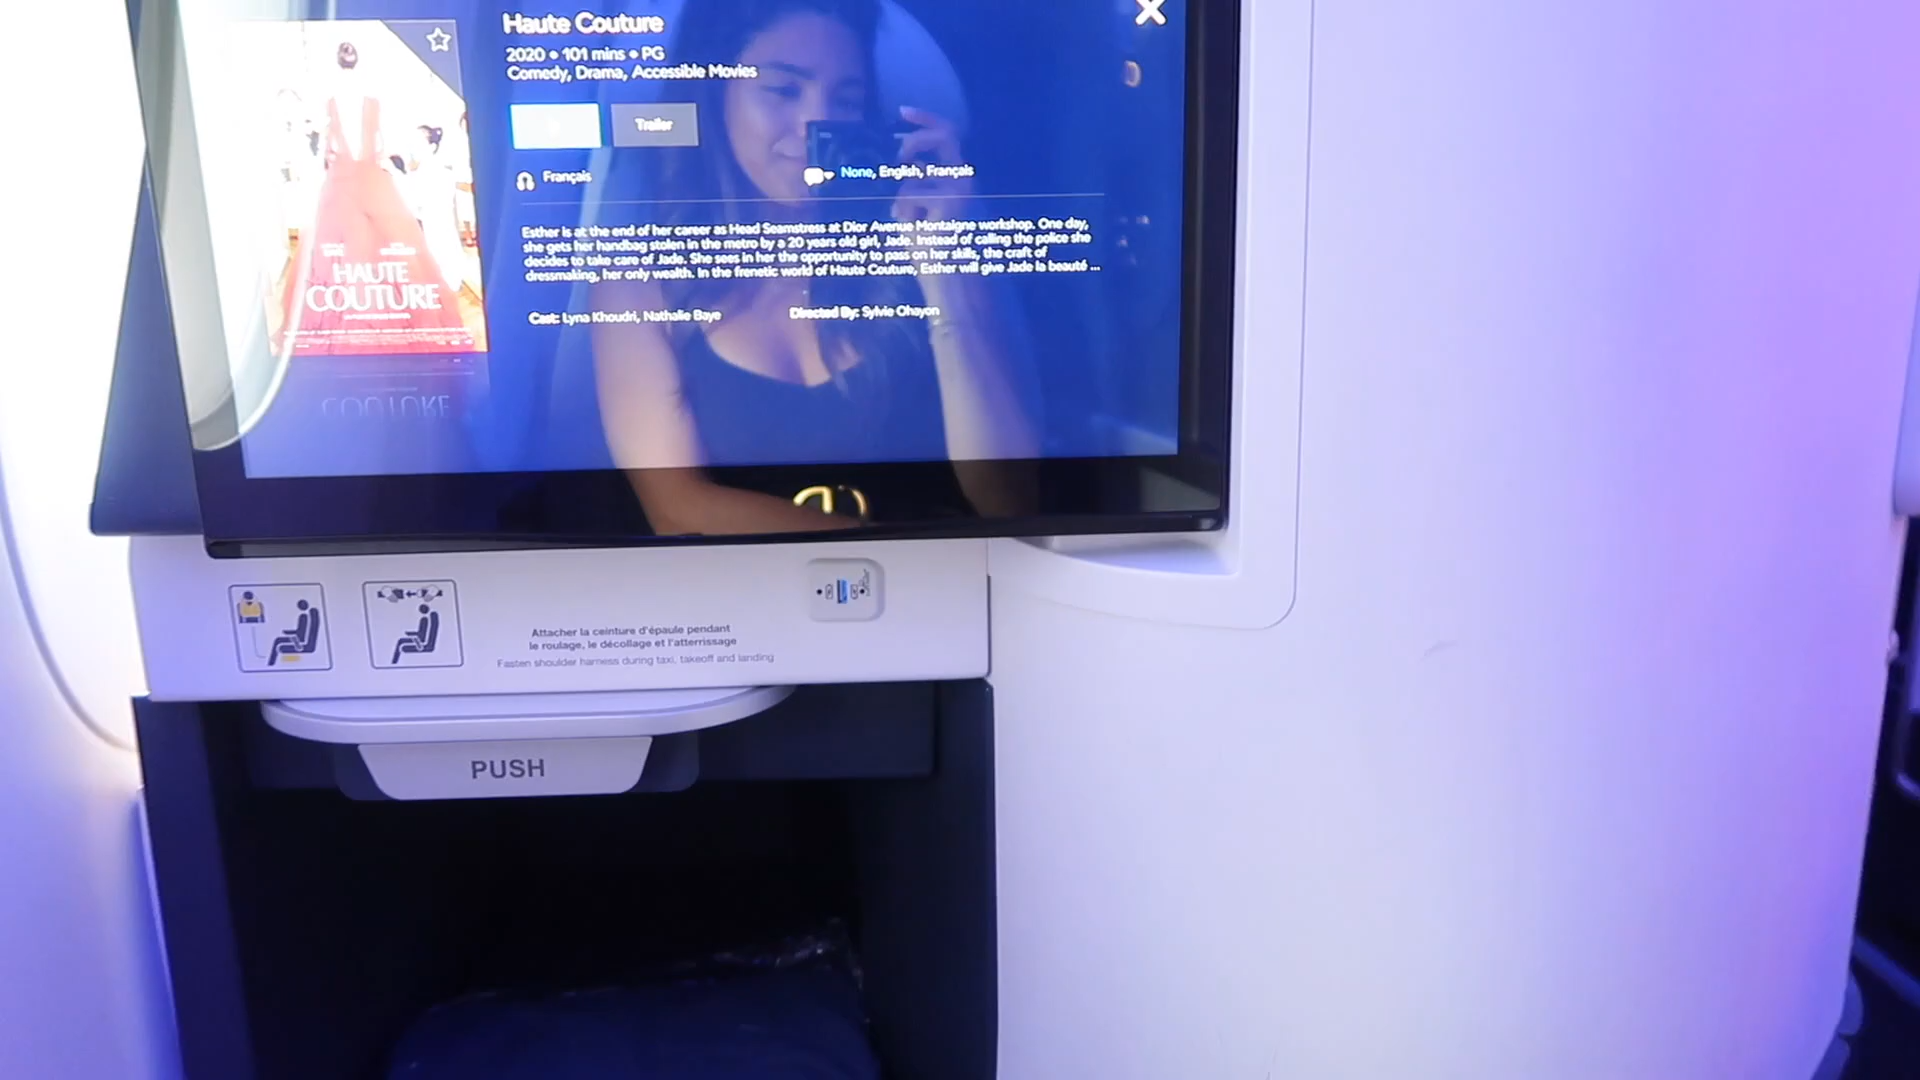 Haute Couture
2020 • 101 mins • PG
Comedy, Drama, Accessible Movies
Trailer
Français
None, English, Français
Esther is at the end of her career as Head Seamstress at Dior Avenue Montaigne workshop. One day,
she gets her handbag stolen in the metro by a 20 years old girl, Jade. Instead of calling the police she
decides to take care of Jade. She sees in her the opportunity to pass on her skills, the craft of
dressmaking, her only wealth. In the frenetic world of Haute Couture, Esther will give Jade la beauté ...
Cast: Lyna Khoudri, Nathalie Baye
Directed By: Sylvie Ohayon
HAUTE
COUTURE
COUTURE
Attacher la ceinture d'épaule pendant
le roulage, le décollage et l'atterrissage
Fasten shoulder harness during taxi, takeoff and landing
PUSH